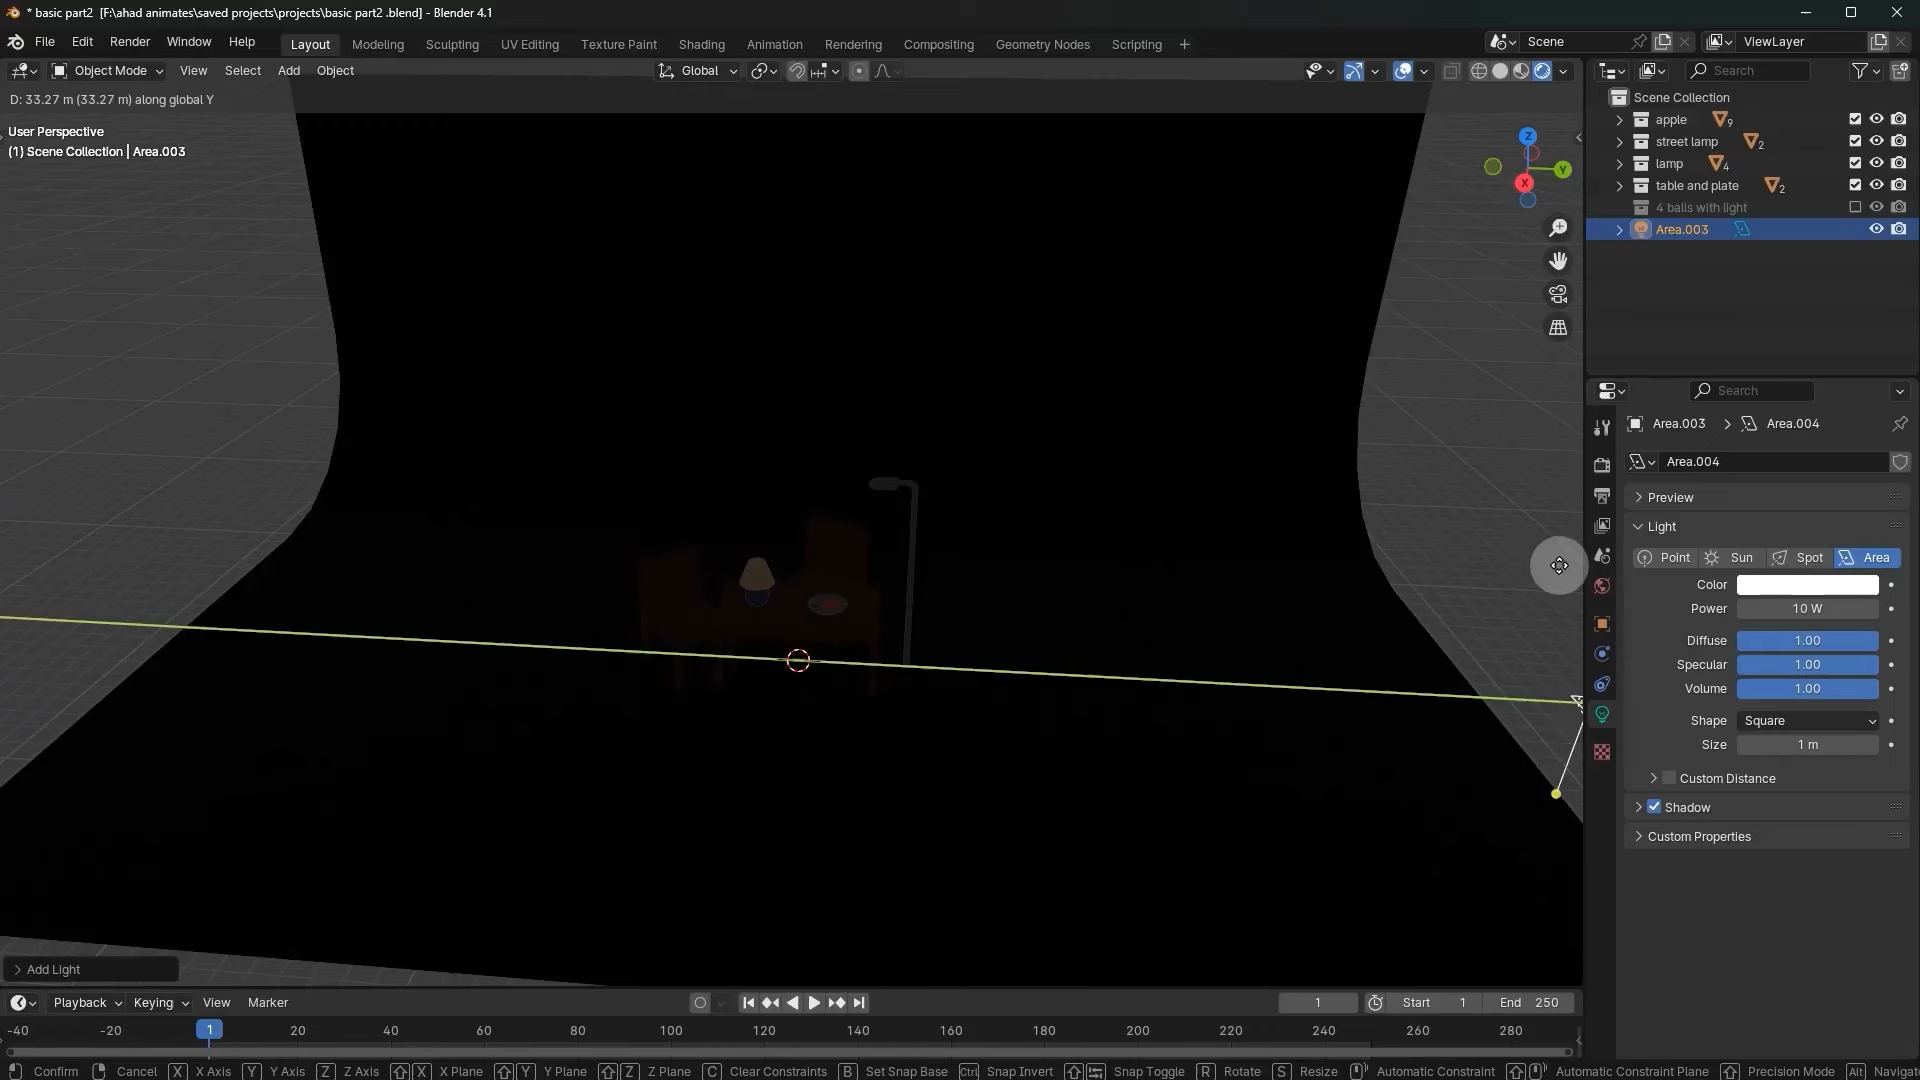 * basic part2 [F:\ahad animates\saved projects\projects\basic part2 .blend] - Blender 4.1
File Edit Render Window Help Layout Modeling Sculpting UV Editing Texture Paint Shading Animation Rendering Compositing Geometry Nodes Scripting + Scene ViewLayer
Object Mode View Select Add Object Global Search
D: 33.27 m (33.27 m) along global Y
User Perspective
(1) Scene Collection | Area.003
Z
Y
X
Scene Collection
apple 9
street lamp 2
lamp 4
table and plate 2
4 balls with light
Area.003
Search
Area.003 > Area.004
Area.004
Preview
Light
Point Sun Spot Area
Color
Power 10 W
Diffuse 1.00
Specular 1.00
Volume 1.00
Shape Square
Size 1 m
Custom Distance
Shadow
Custom Properties
Add Light
Playback Keying View Marker 1 Start 1 End 250
-40 -20 1 20 40 60 80 100 120 140 160 180 200 220 240 260 280
Confirm Cancel X X Axis Y Y Axis Z Z Axis X X Plane Y Y Plane Z Z Plane C Clear Constraints B Set Snap Base Ctrl Snap Invert Snap Toggle R Rotate S Resize Automatic Constraint Automatic Constraint Plane Precision Mode Alt Navigat